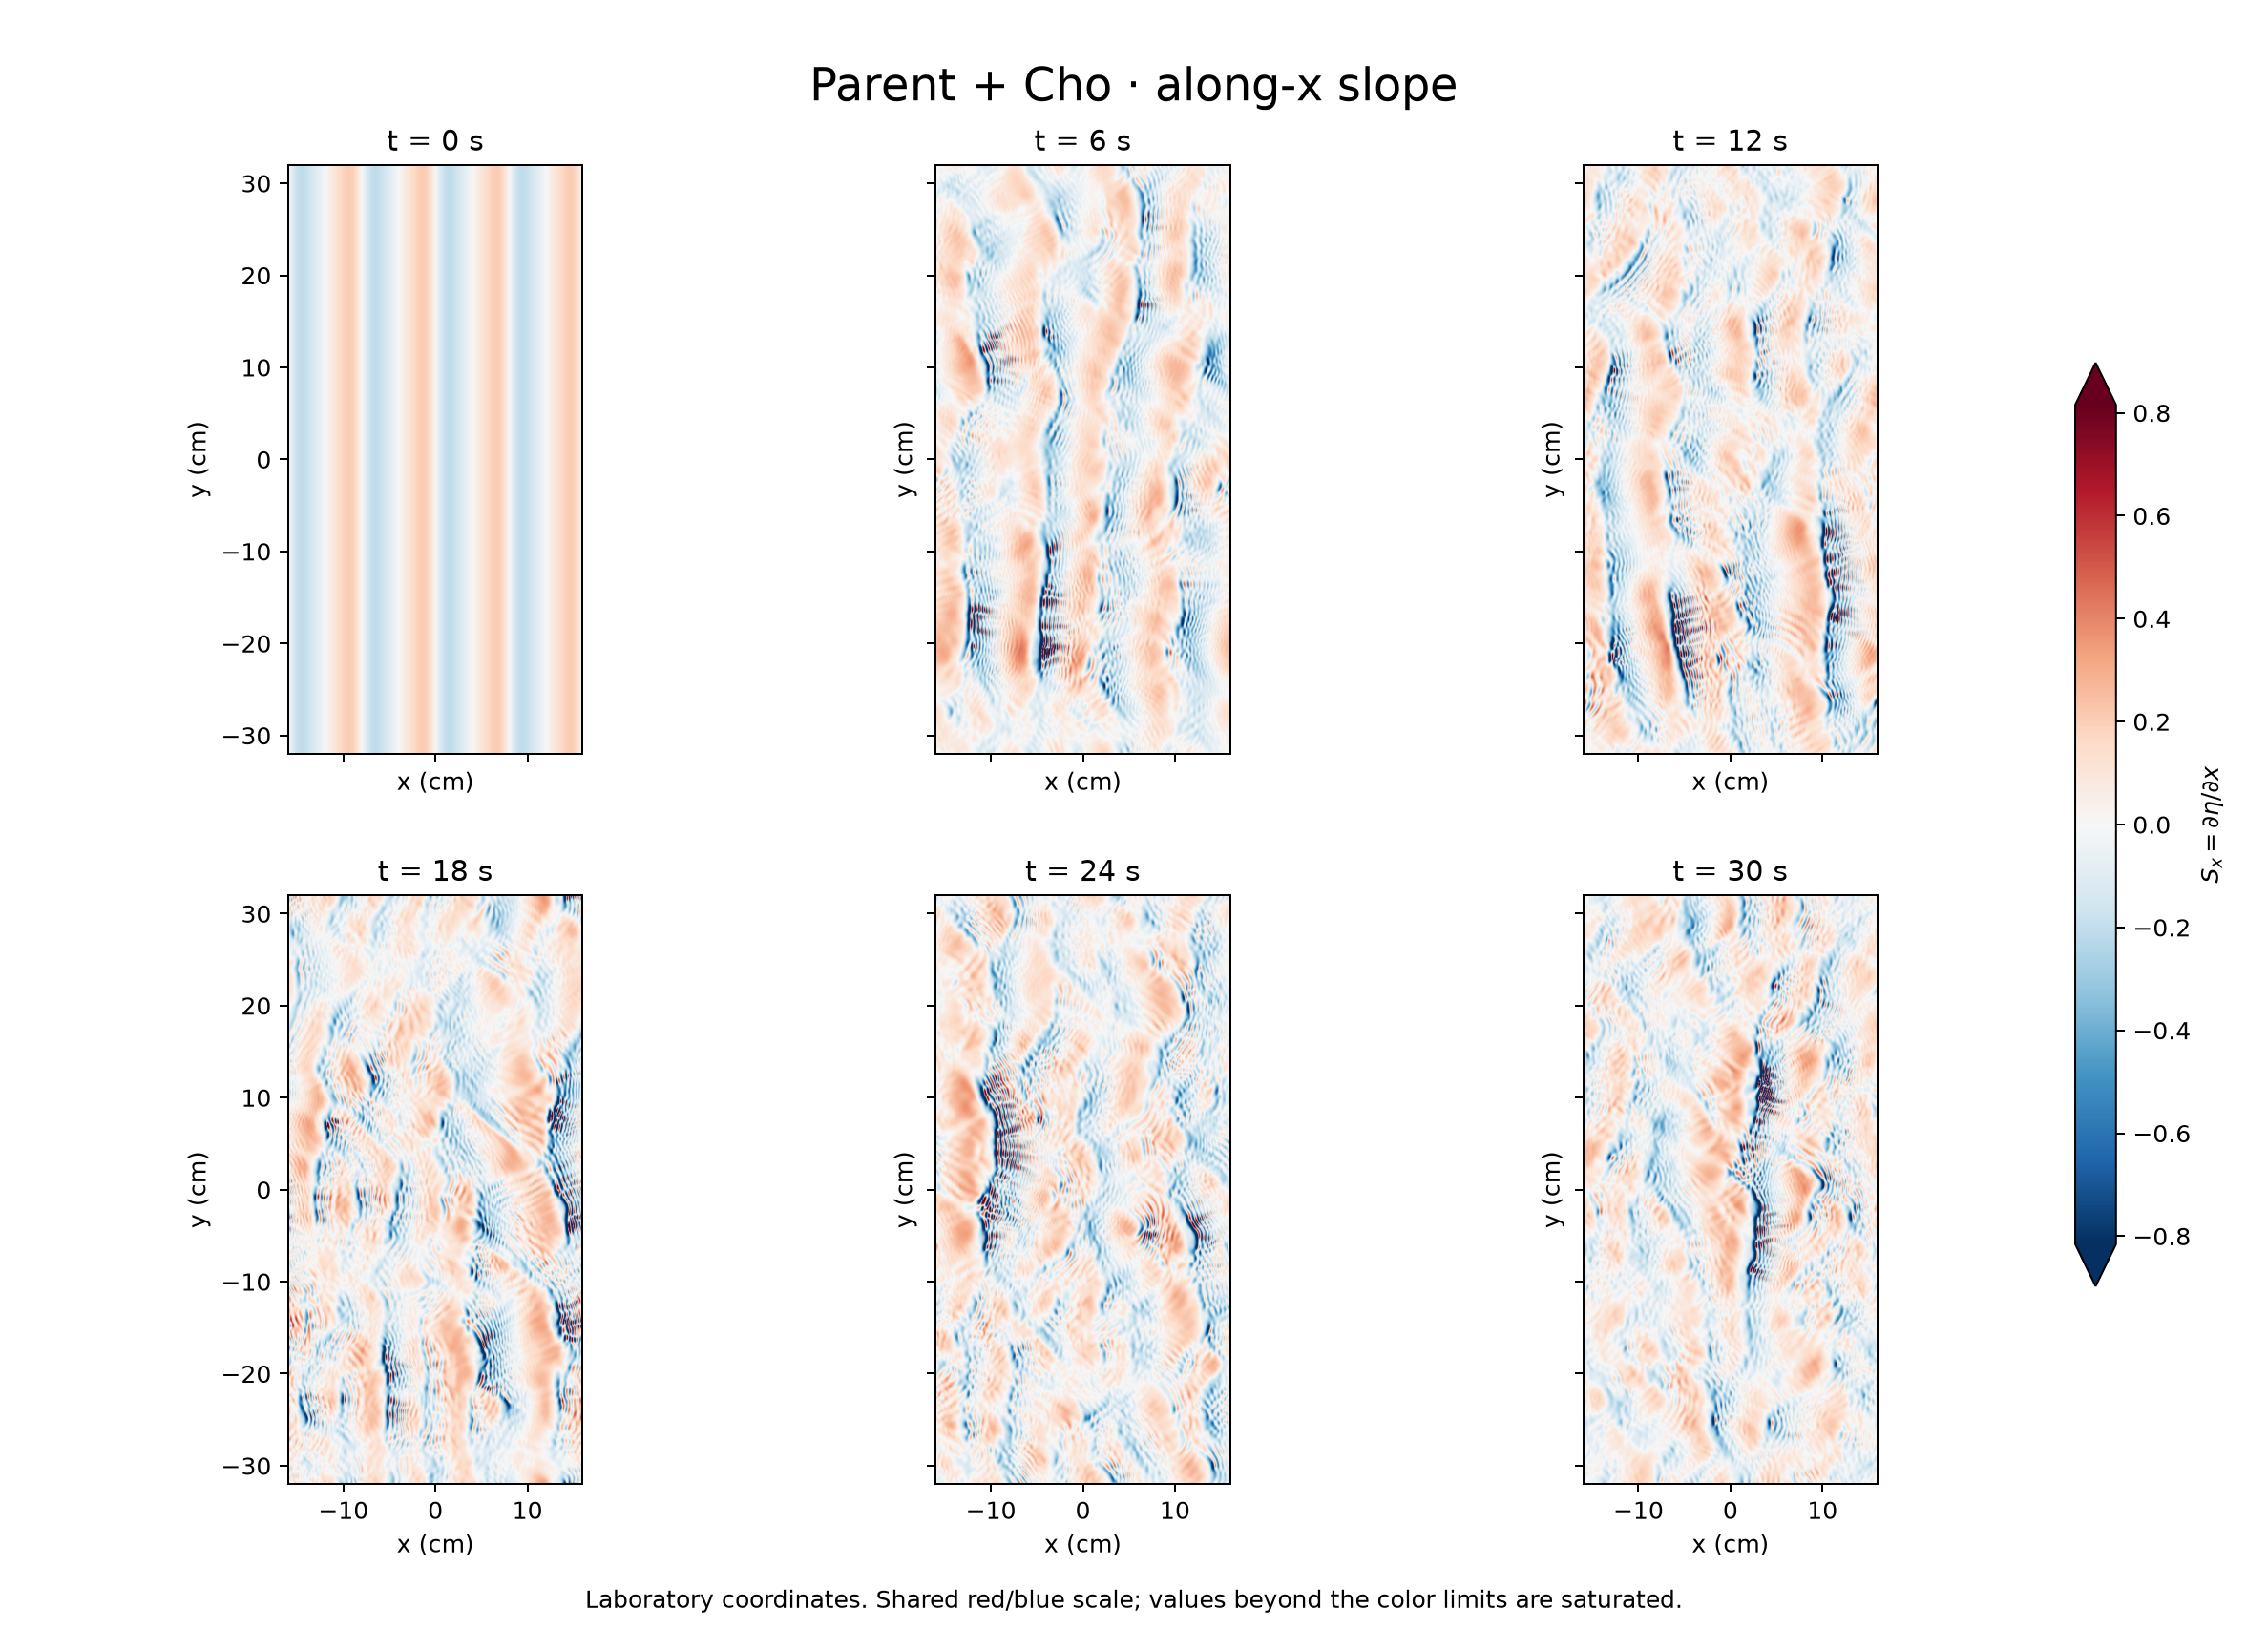 Parent + Cho · along-x slope
t = 0 s
t = 6 s
t = 12 s
30
20
10
0
−10
−20
−30
y (cm)
y (cm)
y (cm)
x (cm)
x (cm)
x (cm)
0.8
0.6
0.4
0.2
0.0
−0.2
−0.4
−0.6
−0.8
Sₓ = ∂η/∂x
t = 18 s
t = 24 s
t = 30 s
30
20
10
0
−10
−20
−30
y (cm)
y (cm)
y (cm)
−10 0 10
−10 0 10
−10 0 10
x (cm)
x (cm)
x (cm)
Laboratory coordinates. Shared red/blue scale; values beyond the color limits are saturated.